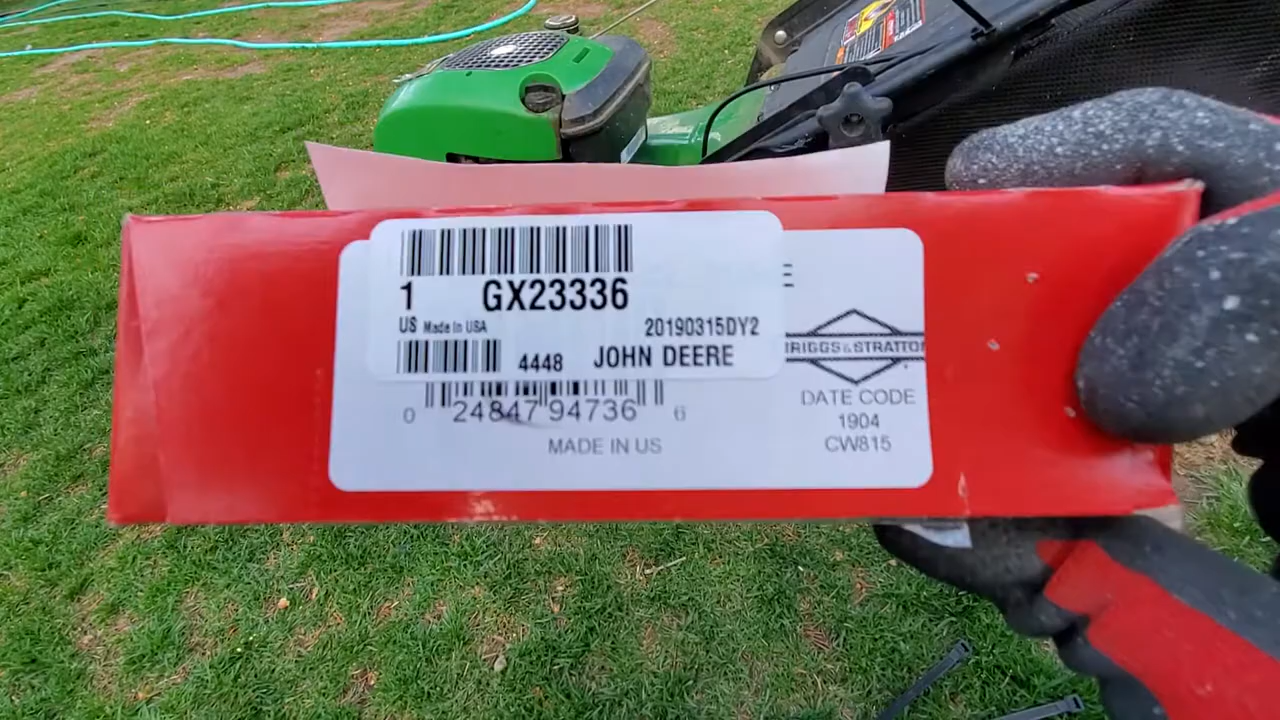 1 GX23336
US Made In USA 20190315DY2
4448 JOHN DEERE
0 24847 94736 6
MADE IN US
RIGGS & STRATTON
DATE CODE
1904
CW815